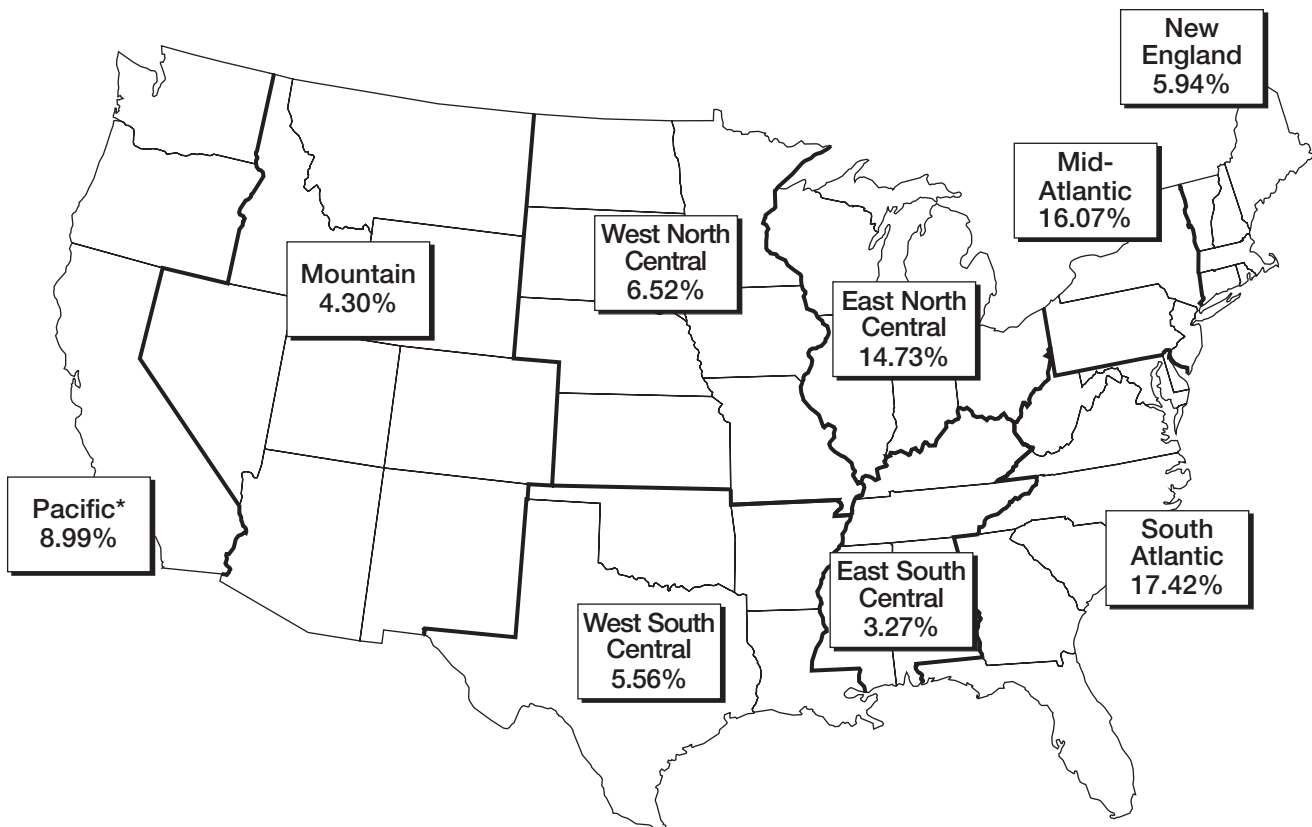 New
England
5.94%
Mid-
Atlantic
16.07%
West North
Central
6.52%
Mountain
4.30%
East North
Central
14.73%
Pacific*
8.99%
South
Atlantic
17.42%
East South
Central
3.27%
West South
Central
5.56%